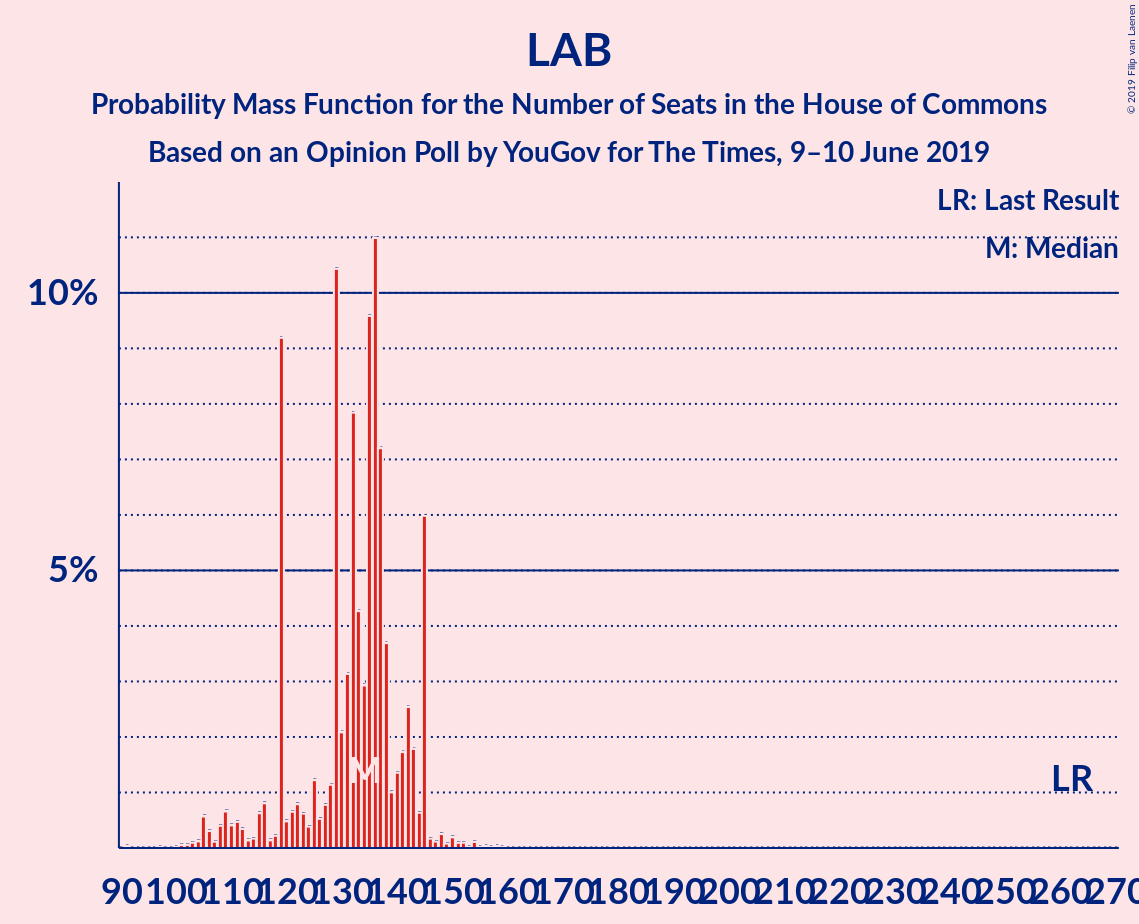 LAB
Probability Mass Function for the Number of Seats in the House of Commons
Based on an Opinion Poll by YouGov for The Times, 9–10 June 2019
© 2019 Filip van Laenen
LR: Last Result
M: Median
10%
5%
M
LR
90 100 110 120 130 140 150 160 170 180 190 200 210 220 230 240 250 260 270